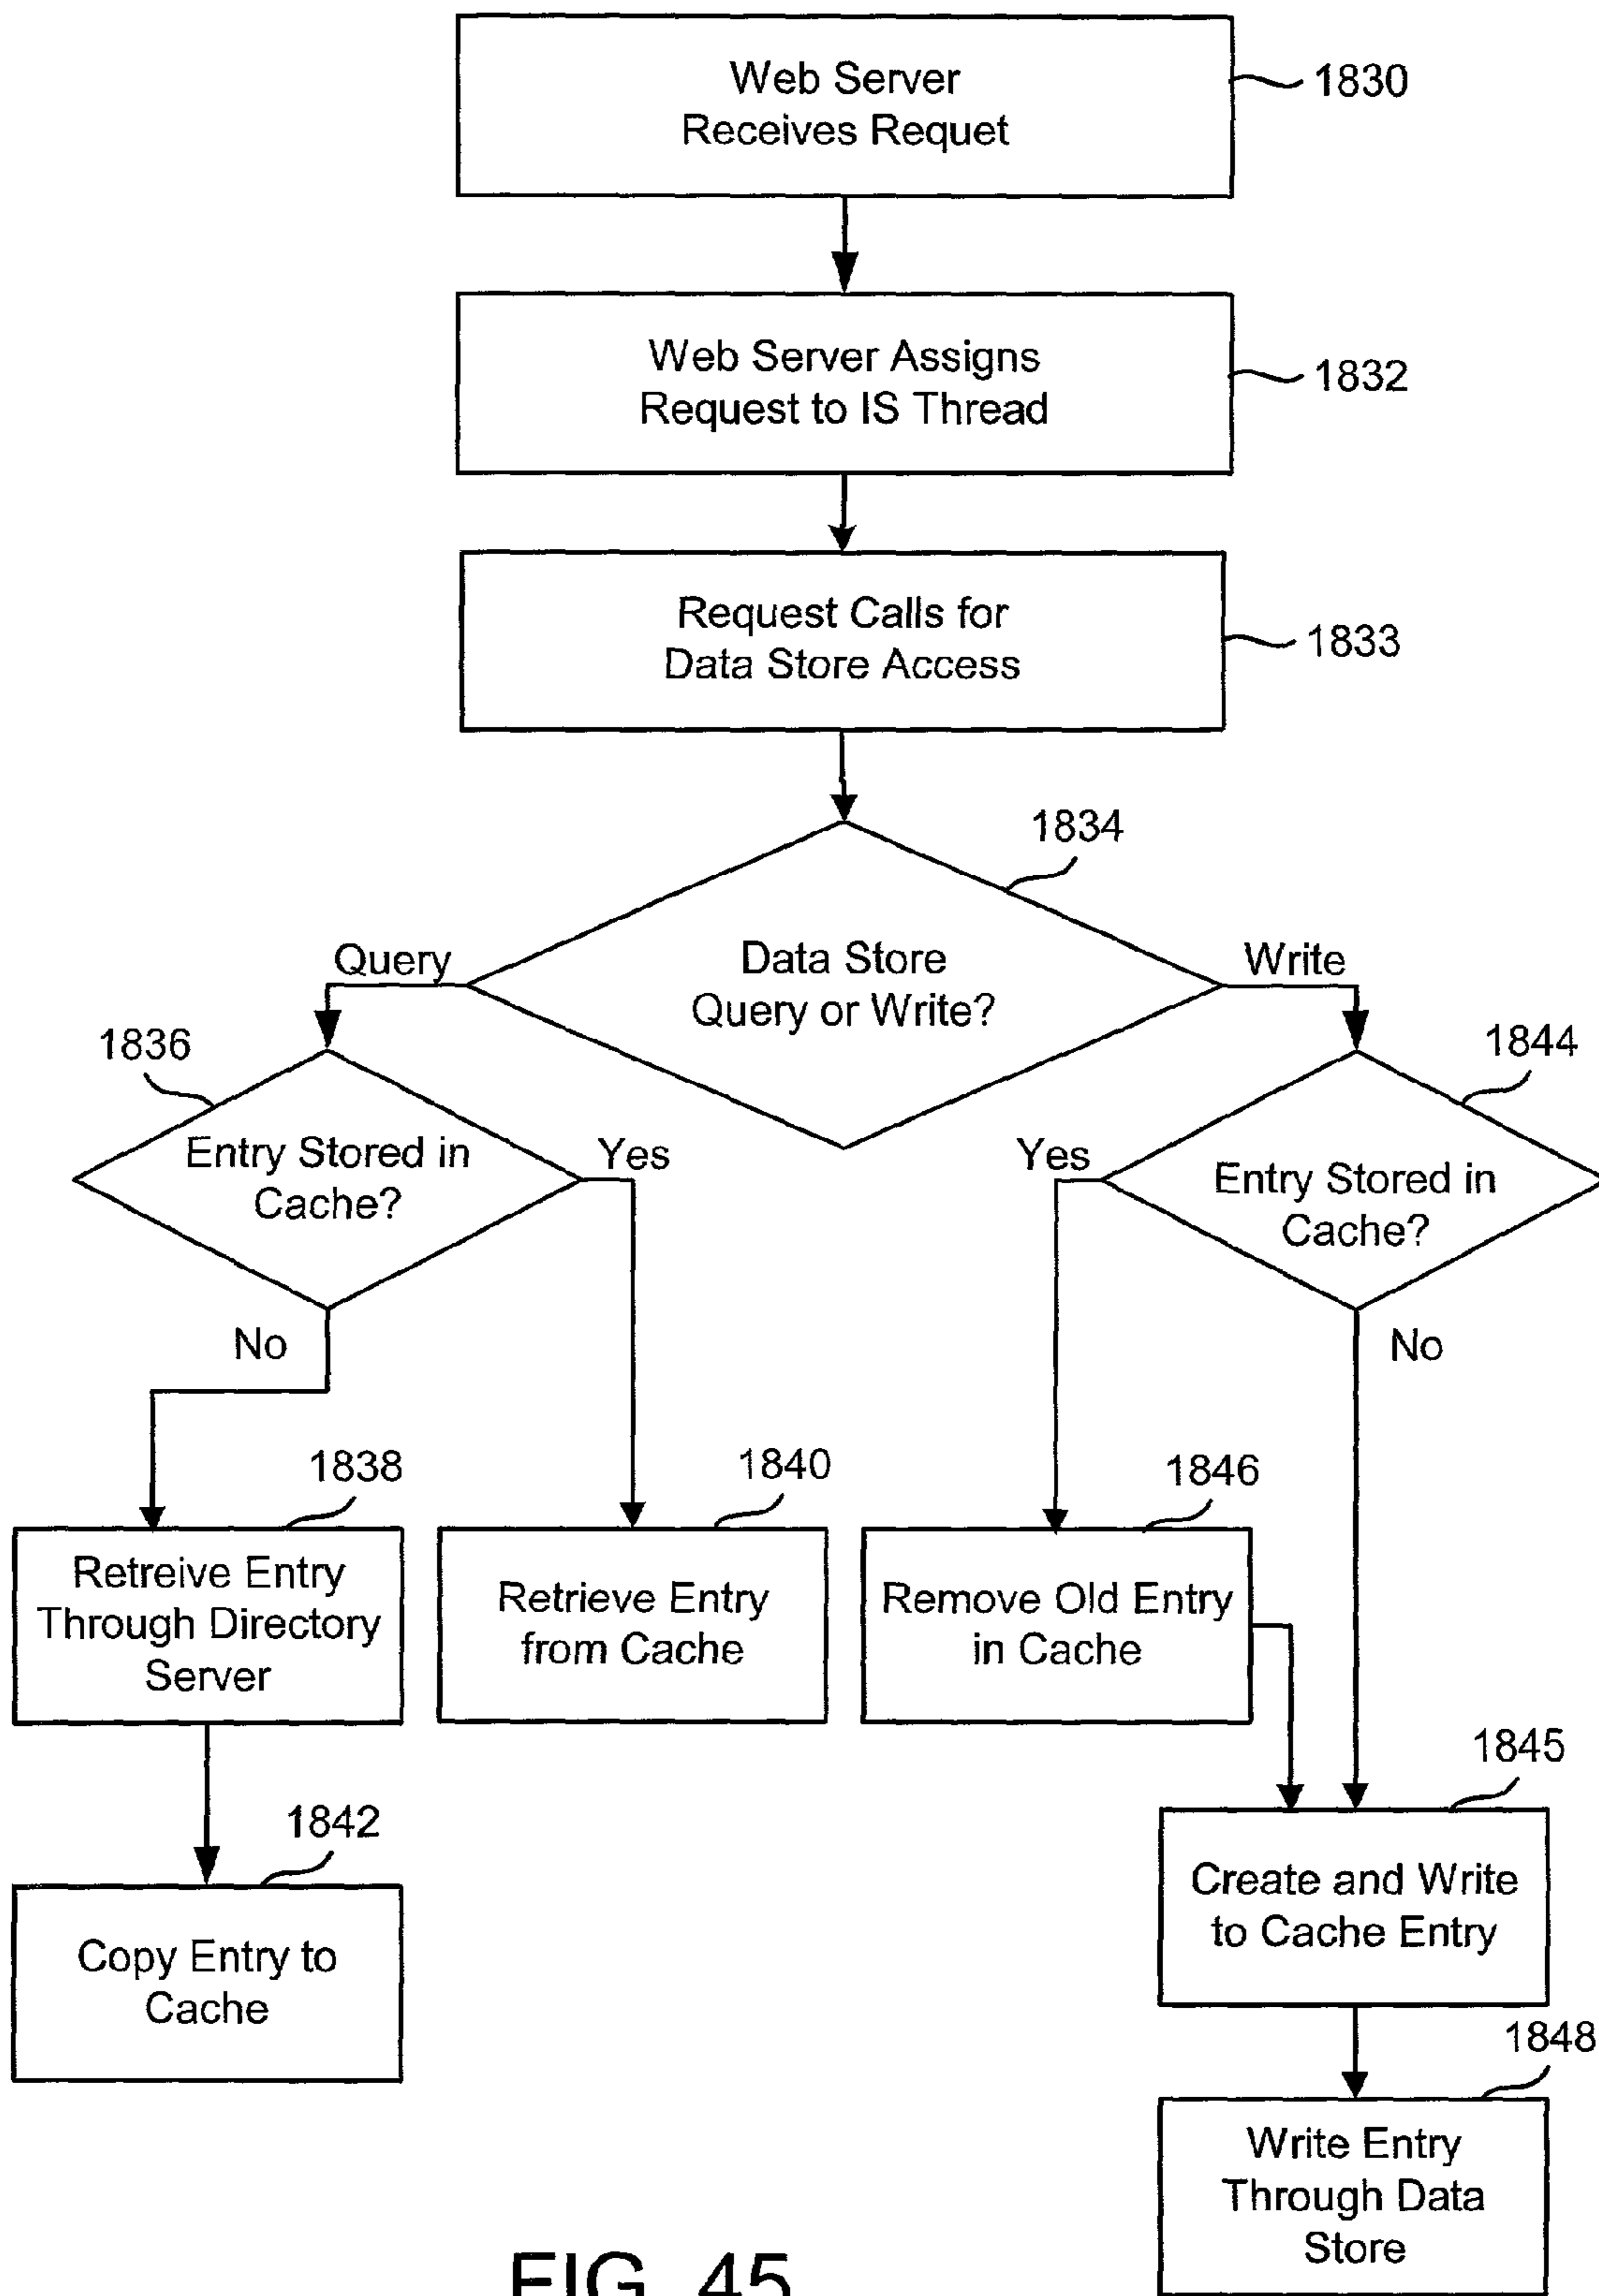 Web Server
Receives Requet
1830
Web Server Assigns
Request to IS Thread
1832
Request Calls for
Data Store Access
1833
1834
Query
Data Store
Query or Write?
Write
1836
1844
Entry Stored in
Cache?
Yes
Yes
Entry Stored in
Cache?
No
No
1838
1840
1846
Retreive Entry
Through Directory
Server
Retrieve Entry
from Cache
Remove Old Entry
in Cache
1845
1842
Create and Write
to Cache Entry
Copy Entry to
Cache
1848
Write Entry
Through Data
Store
FIG. 45